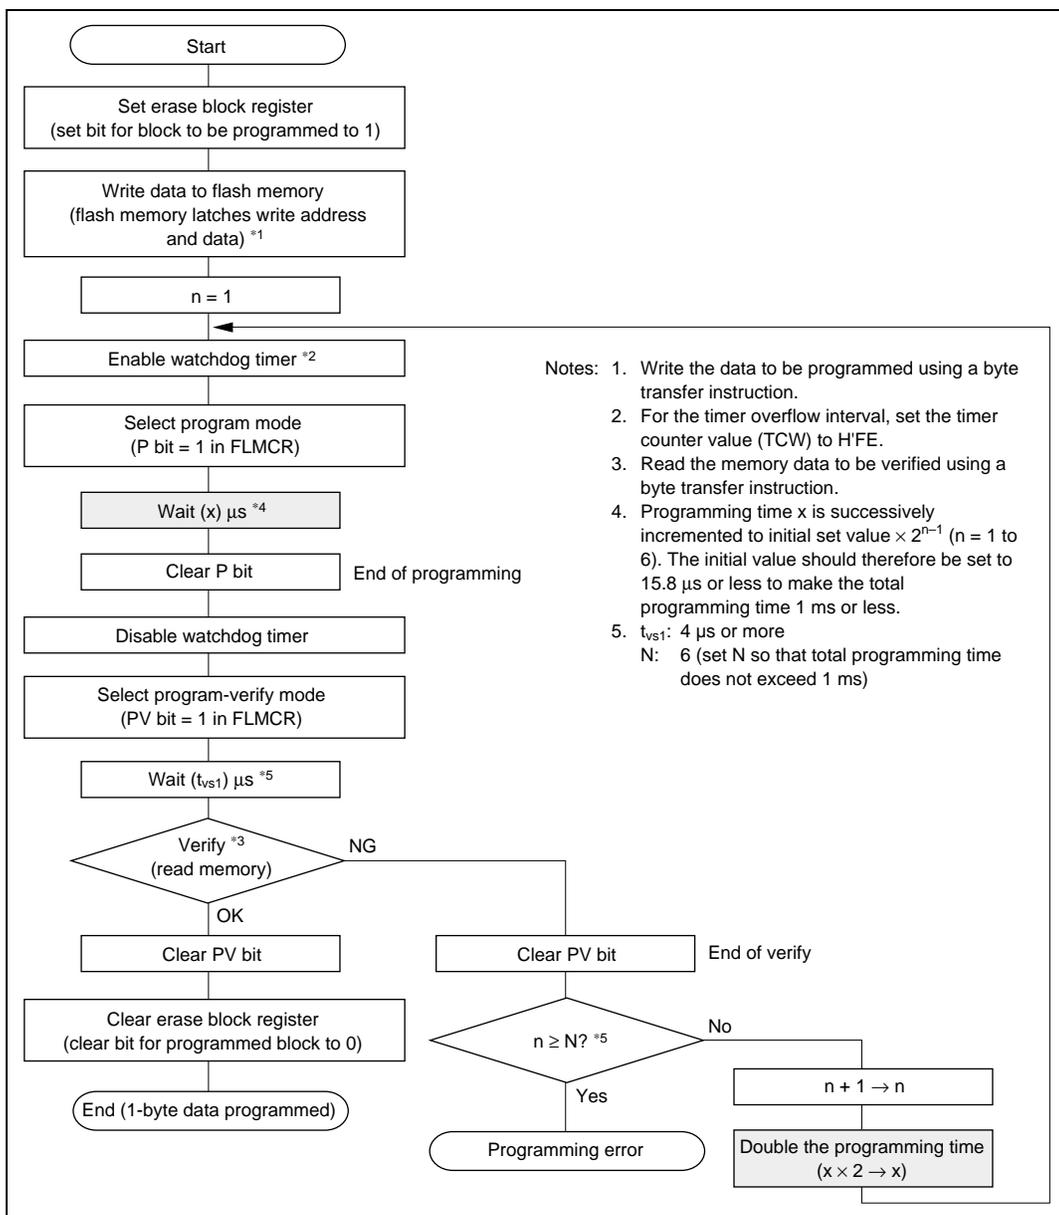 Start
Set erase block register
(set bit for block to be programmed to 1)
Write data to flash memory
(flash memory latches write address
and data) *1
n = 1
Enable watchdog timer *2
Select program mode
(P bit = 1 in FLMCR)
Wait (x) μs *4
Clear P bit
End of programming
Disable watchdog timer
Select program-verify mode
(PV bit = 1 in FLMCR)
Wait (tvs1) μs *5
Verify *3
(read memory)
NG
OK
Clear PV bit
Clear erase block register
(clear bit for programmed block to 0)
End (1-byte data programmed)
Clear PV bit
End of verify
n ≥ N? *5
No
Yes
Programming error
n + 1 → n
Double the programming time
(x × 2 → x)
Notes: 1. Write the data to be programmed using a byte
transfer instruction.
2. For the timer overflow interval, set the timer
counter value (TCW) to H'FE.
3. Read the memory data to be verified using a
byte transfer instruction.
4. Programming time x is successively
incremented to initial set value × 2^n–1 (n = 1 to
6). The initial value should therefore be set to
15.8 μs or less to make the total
programming time 1 ms or less.
5. tvs1: 4 μs or more
N: 6 (set N so that total programming time
does not exceed 1 ms)